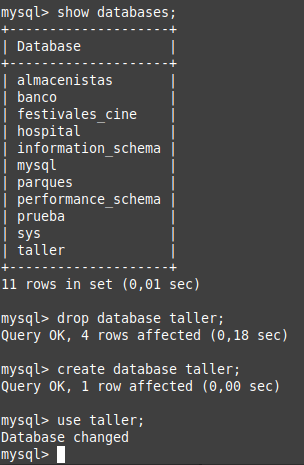 mysql> show databases;
+--------------------+
| Database           |
+--------------------+
| almacenistas       |
| banco              |
| festivales_cine    |
| hospital           |
| information_schema |
| mysql              |
| parques            |
| performance_schema |
| prueba             |
| sys                |
| taller             |
+--------------------+
11 rows in set (0,01 sec)

mysql> drop database taller;
Query OK, 4 rows affected (0,18 sec)

mysql> create database taller;
Query OK, 1 row affected (0,00 sec)

mysql> use taller;
Database changed
mysql>